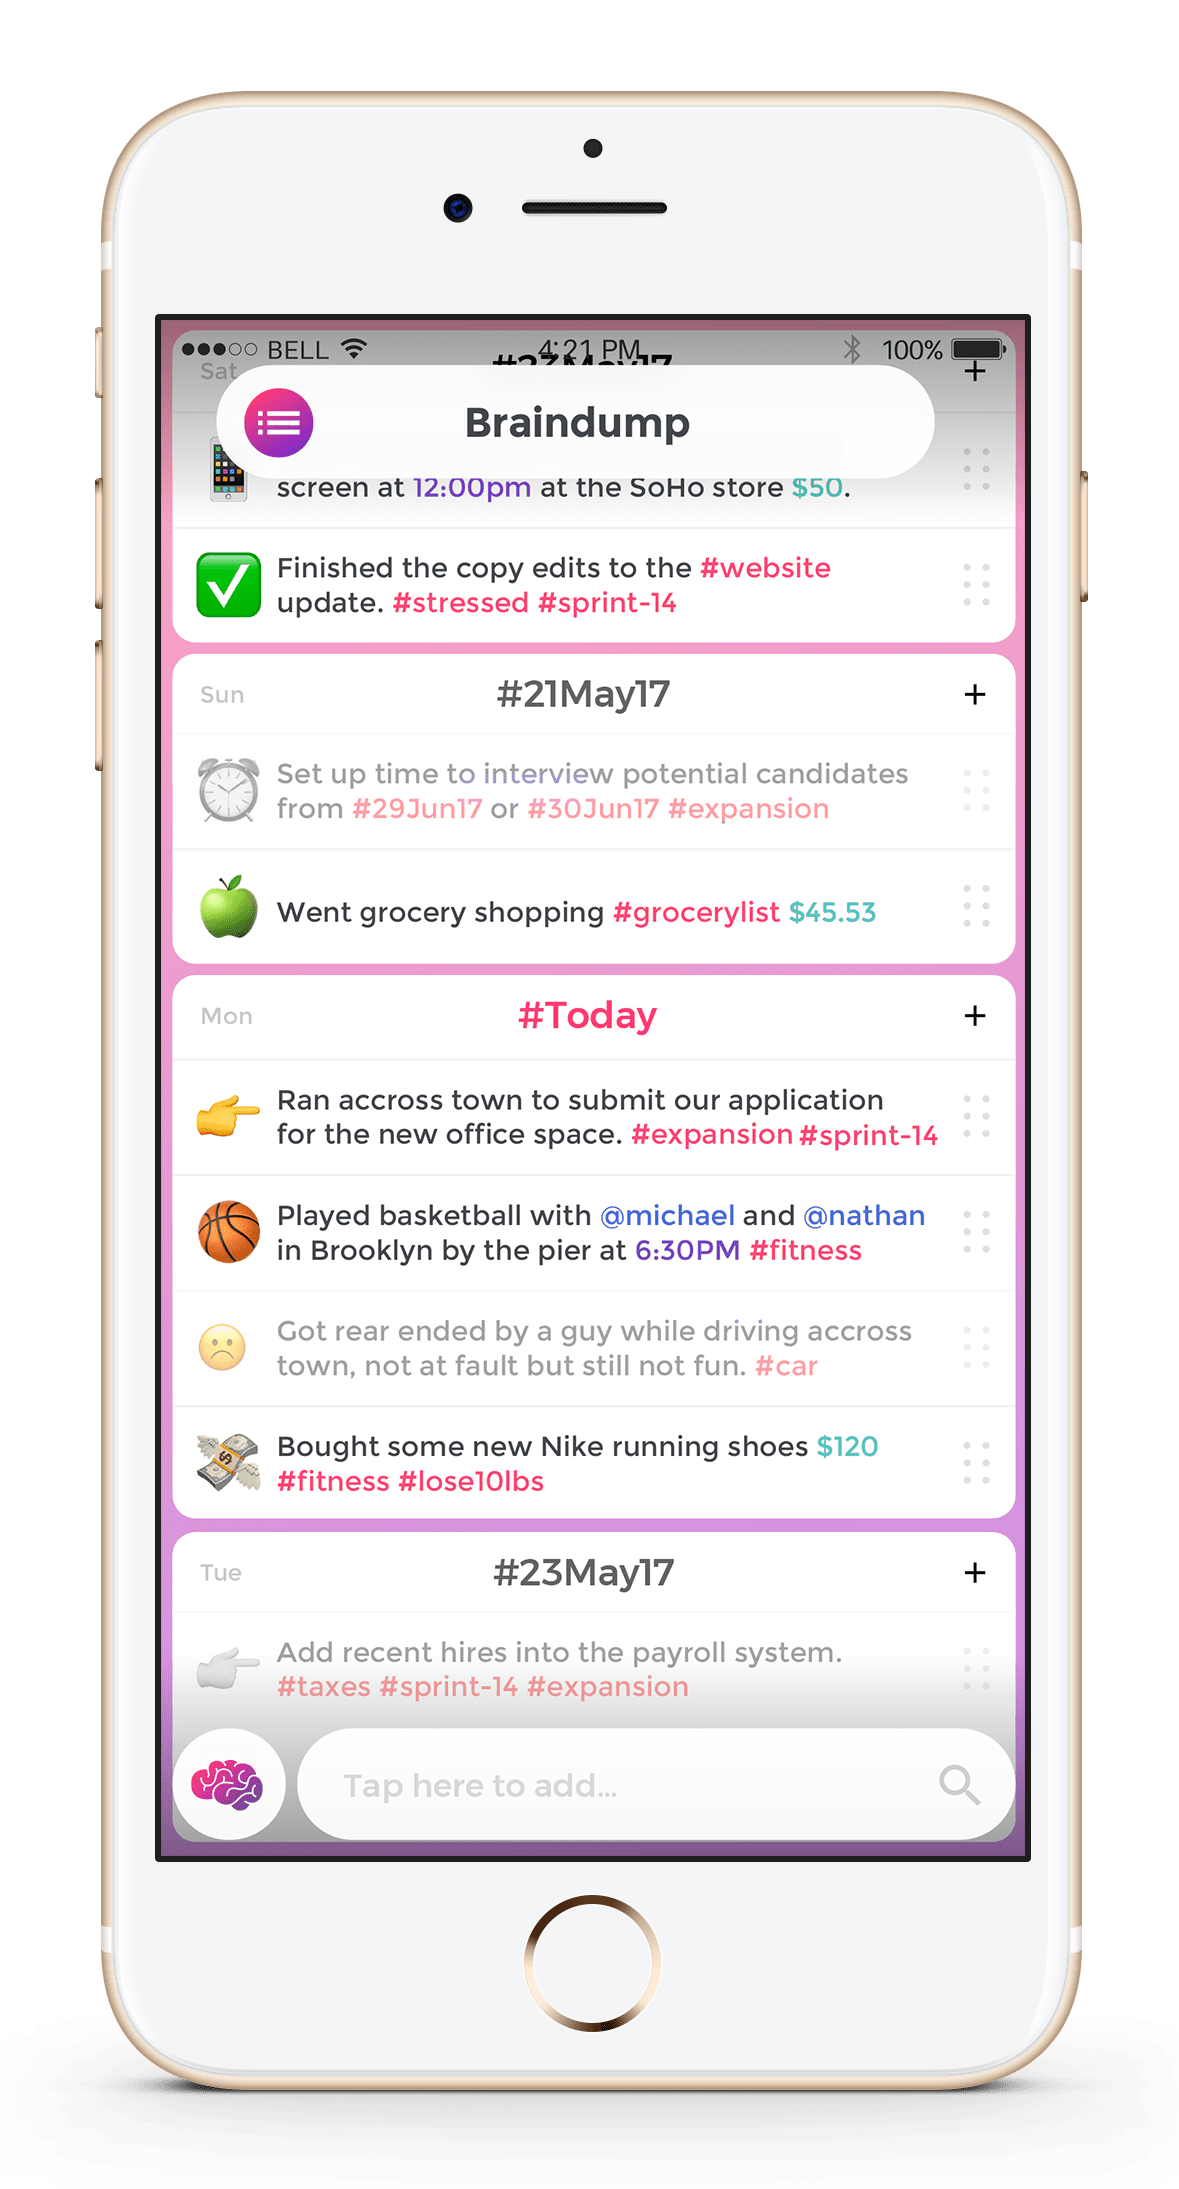 BELL
4:21 PM
100%
Sat
#23May17
+
Braindump
screen at 12:00pm at the SoHo store $50.
Finished the copy edits to the #website
update. #stressed #sprint-14
Sun
#21May17
+
Set up time to interview potential candidates
from #29Jun17 or #30Jun17 #expansion
Went grocery shopping #grocerylist $45.53
Mon
#Today
+
Ran accross town to submit our application
for the new office space. #expansion #sprint-14
Played basketball with @michael and @nathan
in Brooklyn by the pier at 6:30PM #fitness
Got rear ended by a guy while driving accross
town, not at fault but still not fun. #car
Bought some new Nike running shoes $120
#fitness #lose10lbs
Tue
#23May17
+
Add recent hires into the payroll system.
#taxes #sprint-14 #expansion
Tap here to add...